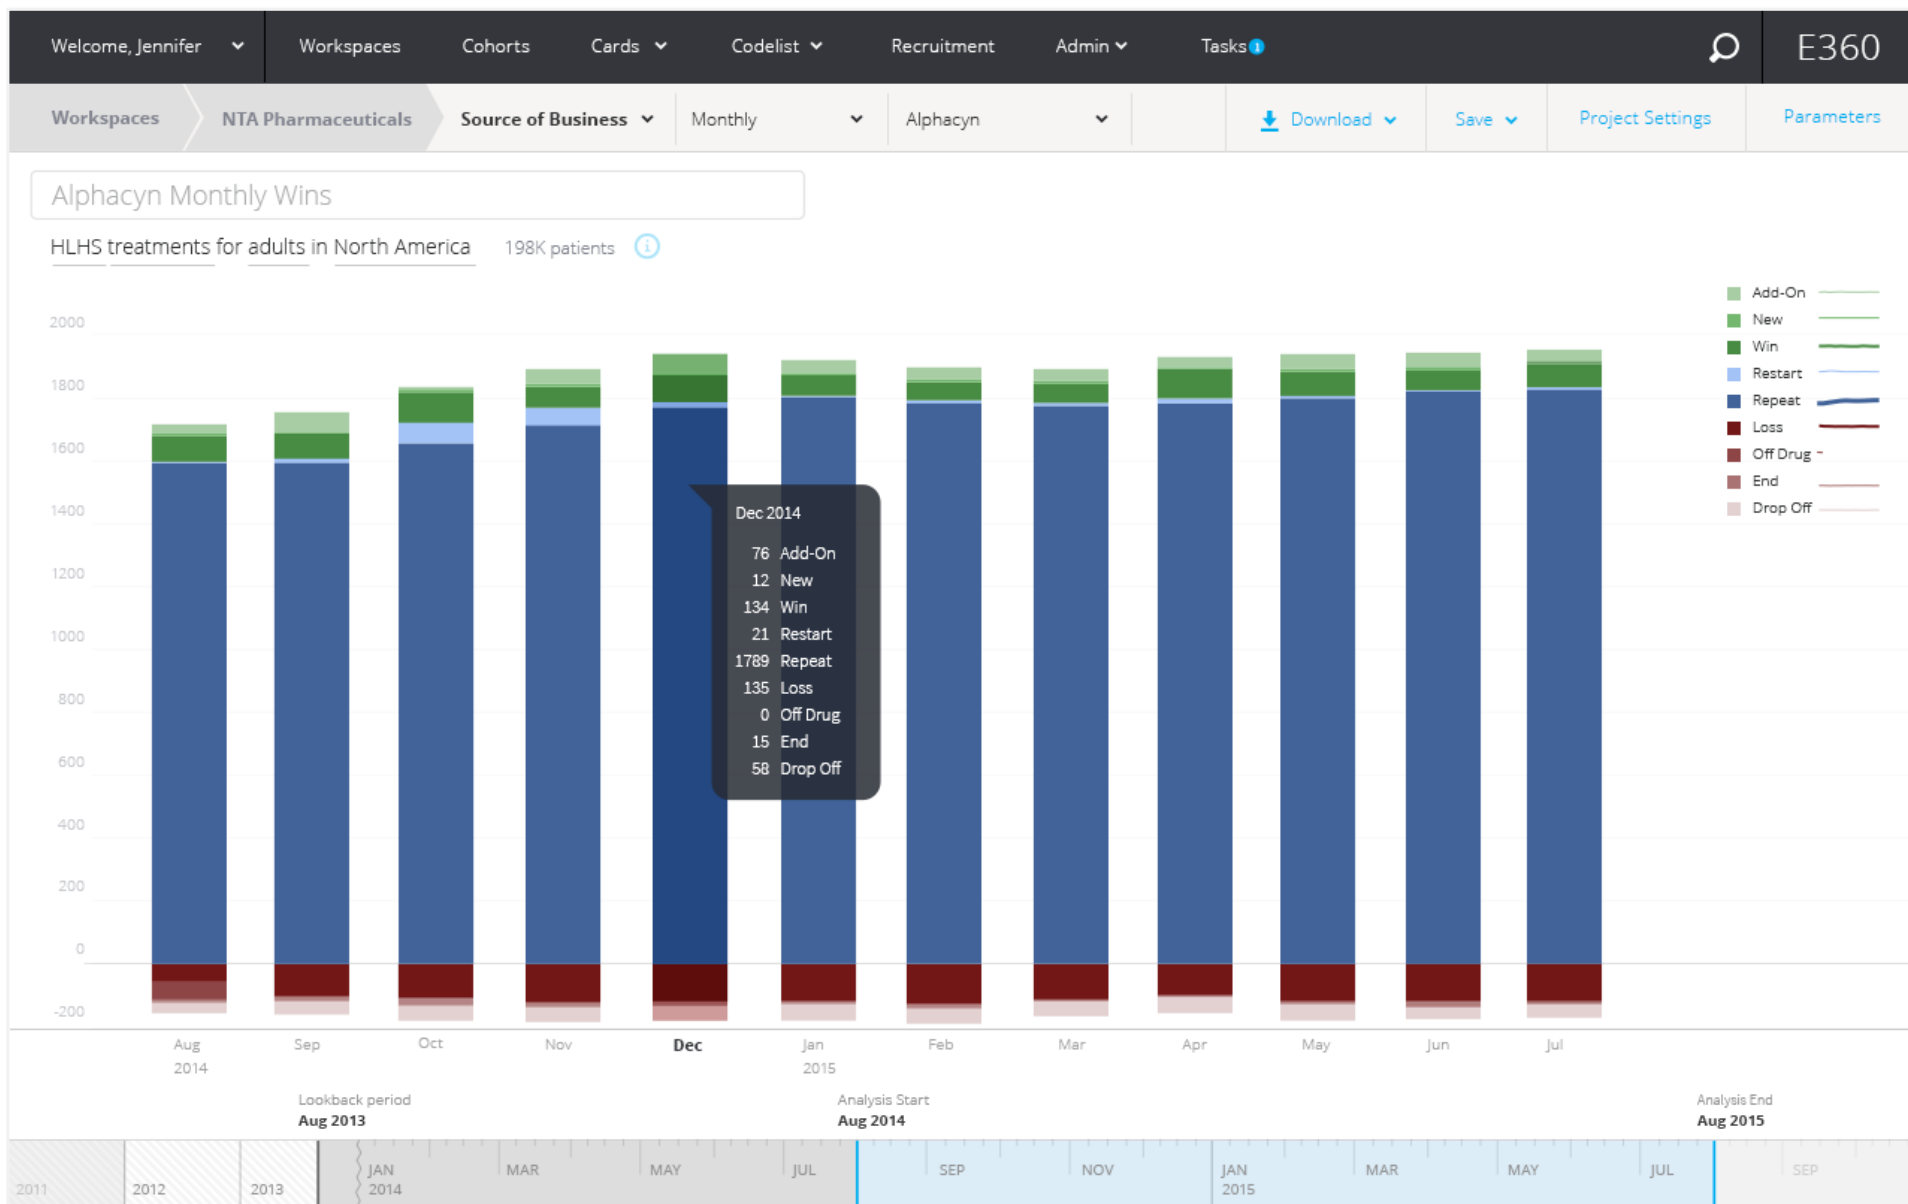 Welcome, Jennifer Workspaces Cohorts Cards Codelist Recruitment Admin Tasks i E360
Workspaces NTA Pharmaceuticals Source of Business Monthly Alphacyn Download Save Project Settings Parameters
Alphacyn Monthly Wins
HLHS treatments for adults in North America 198K patients i
Add-On
New
Win
Restart
Repeat
Loss
Off Drug
End
Drop Off
2000
1800
1600
1400
1200
1000
800
600
400
200
0
-200
Dec 2014
76 Add-On
12 New
134 Win
21 Restart
1789 Repeat
135 Loss
0 Off Drug
15 End
58 Drop Off
Aug Sep Oct Nov Dec Jan Feb Mar Apr May Jun Jul
2014 2015
Lookback period Analysis Start Analysis End
Aug 2013 Aug 2014 Aug 2015
JAN MAR MAY JUL SEP NOV JAN MAR MAY JUL SEP
2011 2012 2013 2014 2015